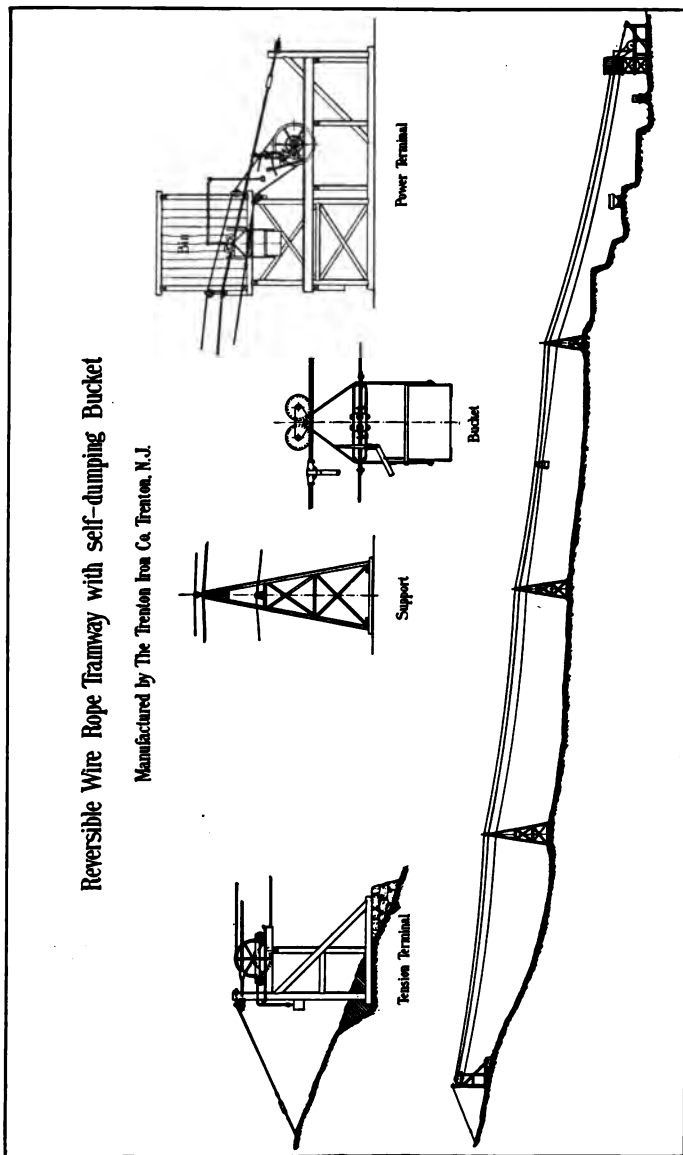 Reversible Wire Rope Tramway with self-dumping Bucket
Manufactured by The Trenton Iron Co. Trenton, N.J.
Tension Terminal
Support
Bucket
Bin
Power Terminal